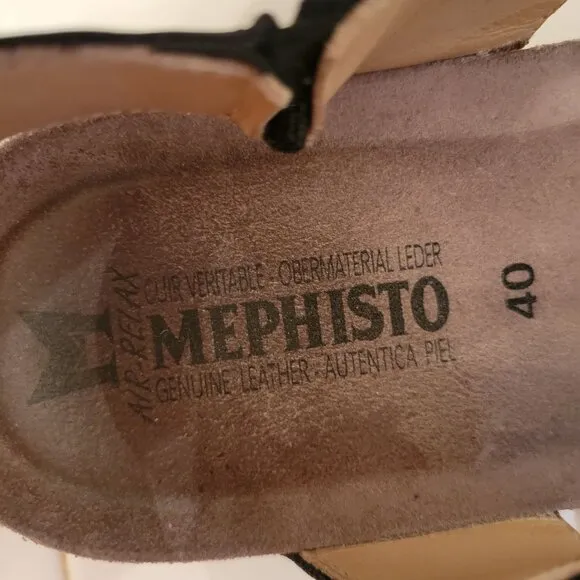 CUIR VERITABLE - OBERMATERIAL LEDER
AIR-RELAX
MEPHISTO
GENUINE LEATHER - AUTENTICA PIEL
40